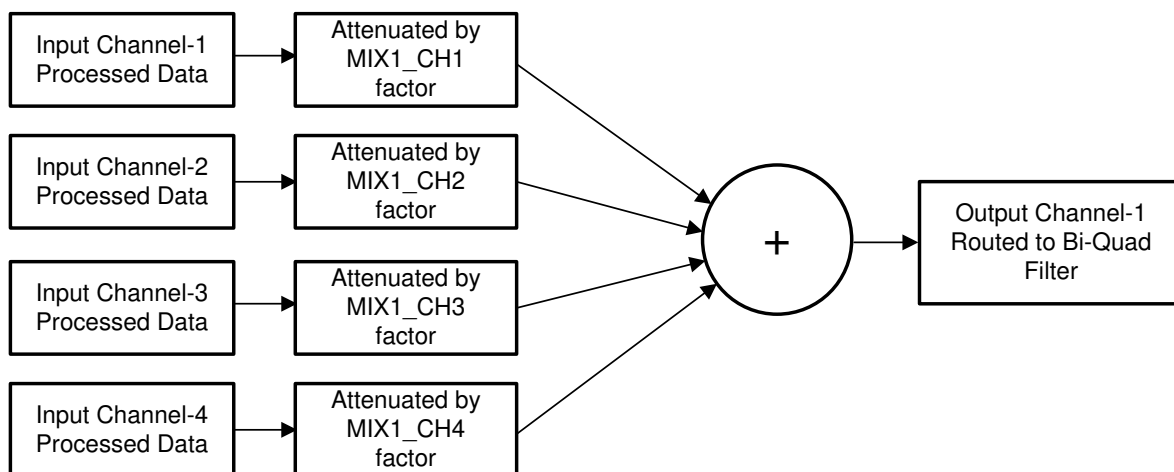 Input Channel-1
Processed Data
Attenuated by
MIX1_CH1
factor
Input Channel-2
Processed Data
Attenuated by
MIX1_CH2
factor
Input Channel-3
Processed Data
Attenuated by
MIX1_CH3
factor
Input Channel-4
Processed Data
Attenuated by
MIX1_CH4
factor
+
Output Channel-1
Routed to Bi-Quad
Filter